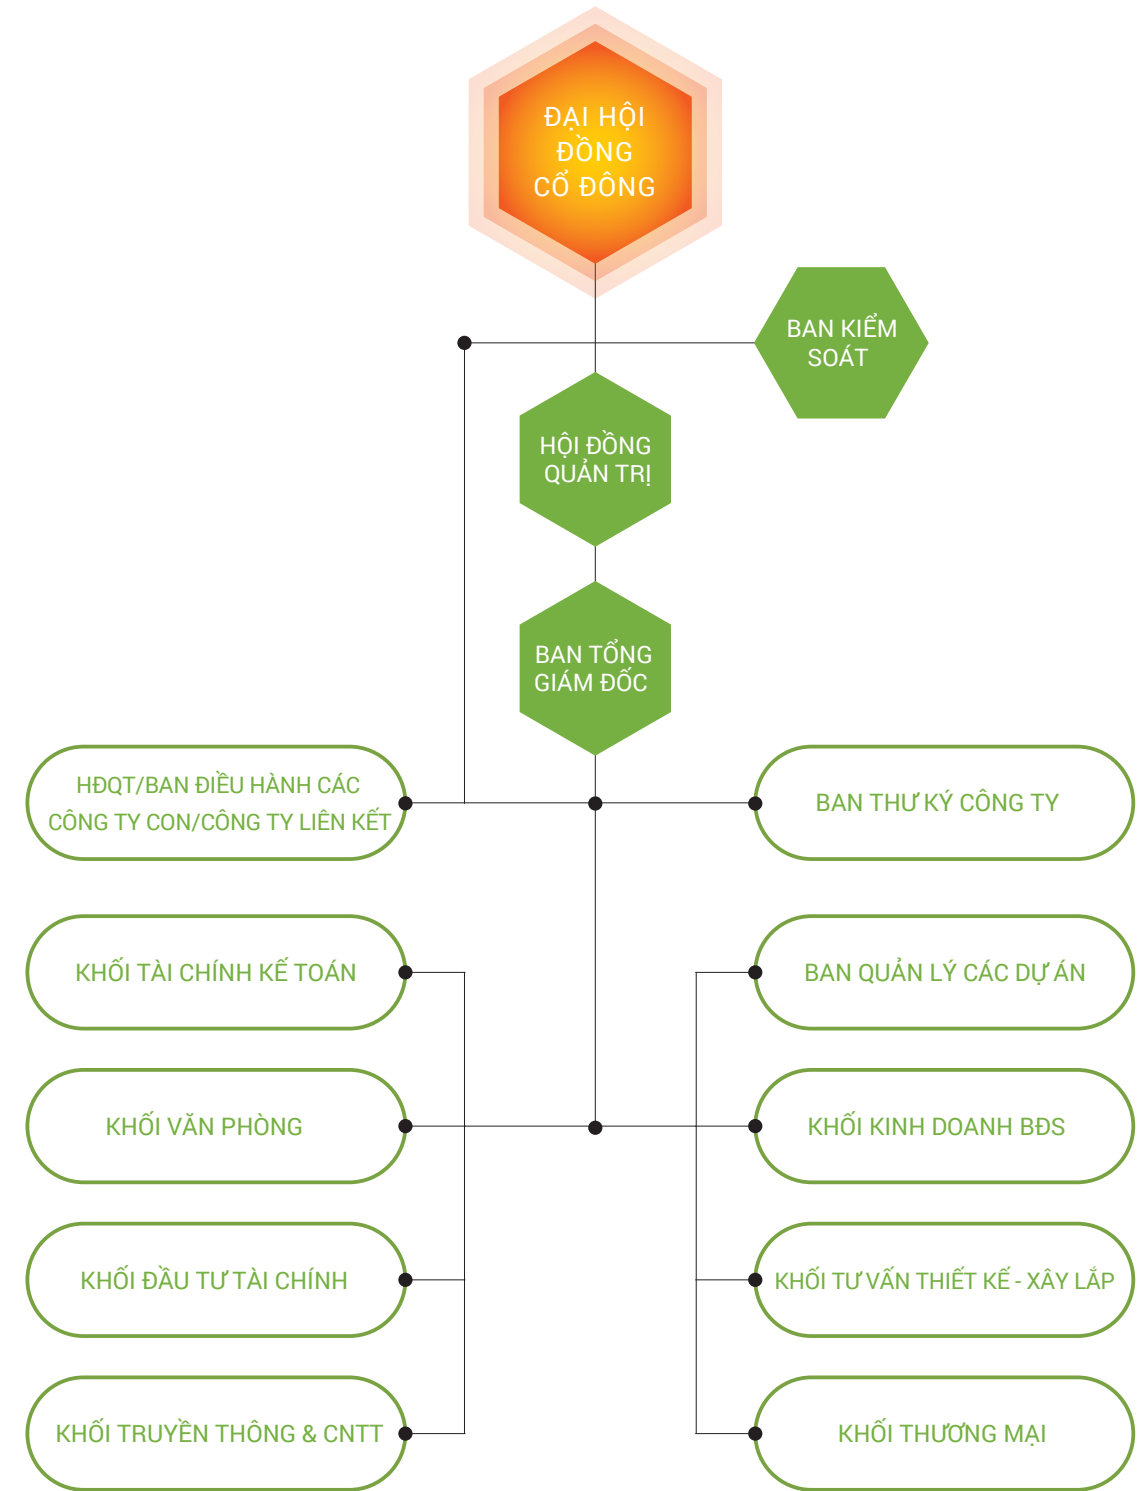 ĐẠI HỘI
ĐỒNG
CỔ ĐÔNG
BAN KIỂM
SOÁT
HỘI ĐỒNG
QUẢN TRỊ
BAN TỔNG
GIÁM ĐỐC
HĐQT/BAN ĐIỀU HÀNH CÁC
CÔNG TY CON/CÔNG TY LIÊN KẾT
BAN THƯ KÝ CÔNG TY
KHỐI TÀI CHÍNH KẾ TOÁN
BAN QUẢN LÝ CÁC DỰ ÁN
KHỐI VĂN PHÒNG
KHỐI KINH DOANH BĐS
KHỐI ĐẦU TƯ TÀI CHÍNH
KHỐI TƯ VẤN THIẾT KẾ - XÂY LẮP
KHỐI TRUYỀN THÔNG & CNTT
KHỐI THƯƠNG MẠI